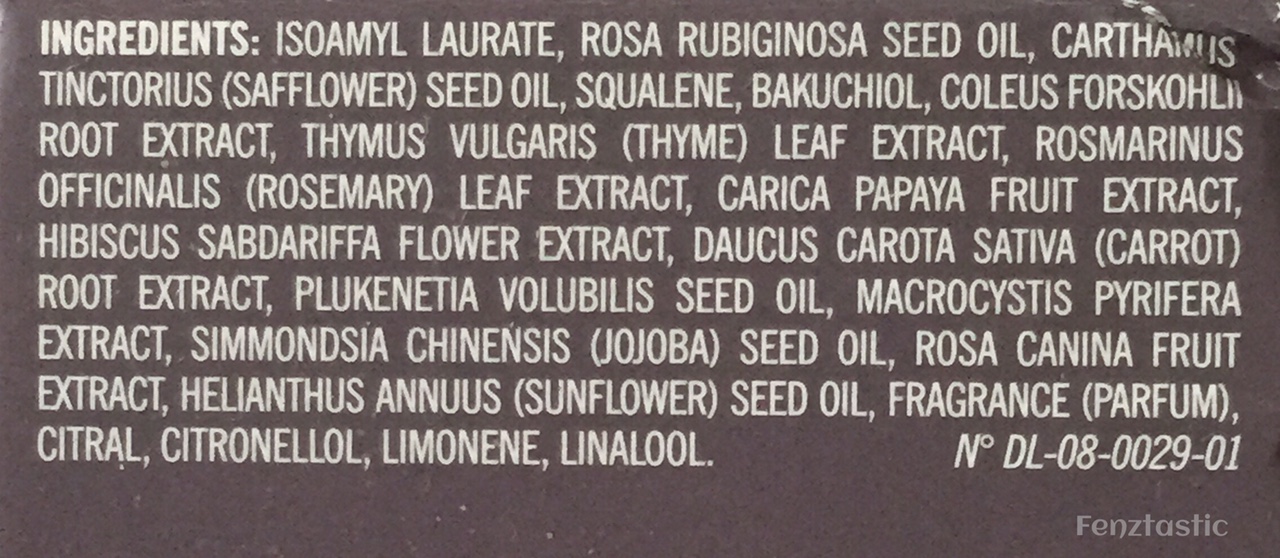 INGREDIENTS: ISOAMYL LAURATE, ROSA RUBIGINOSA SEED OIL, CARTHAMUS
TINCTORIUS (SAFFLOWER) SEED OIL, SQUALENE, BAKUCHIOL, COLEUS FORSKOHLII
ROOT EXTRACT, THYMUS VULGARIS (THYME) LEAF EXTRACT, ROSMARINUS
OFFICINALIS (ROSEMARY) LEAF EXTRACT, CARICA PAPAYA FRUIT EXTRACT,
HIBISCUS SABDARIFFA FLOWER EXTRACT, DAUCUS CAROTA SATIVA (CARROT)
ROOT EXTRACT, PLUKENETIA VOLUBILIS SEED OIL, MACROCYSTIS PYRIFERA
EXTRACT, SIMMONDSIA CHINENSIS (JOJOBA) SEED OIL, ROSA CANINA FRUIT
EXTRACT, HELIANTHUS ANNUUS (SUNFLOWER) SEED OIL, FRAGRANCE (PARFUM),
CITRAL, CITRONELLOL, LIMONENE, LINALOOL. N° DL-08-0029-01
Fenztastic